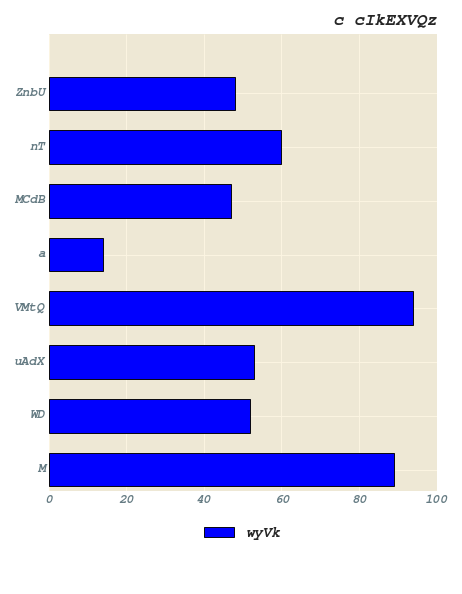 c cIkEXVQz
ZnbU
nT
MCdB
a
VMtQ
uAdX
WD
M
0 20 40 60 80 100
wyVk